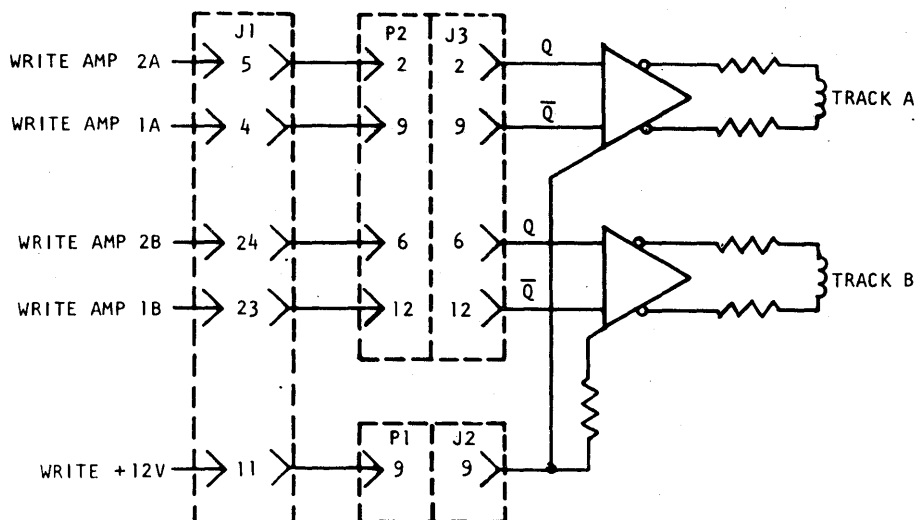 J1 P2 J3
WRITE AMP 2A 5 2 2 Q
WRITE AMP 1A 4 9 9 Q̅
TRACK A
WRITE AMP 2B 24 6 6 Q
WRITE AMP 1B 23 12 12 Q̅
TRACK B
P1 J2
WRITE +12V 11 9 9